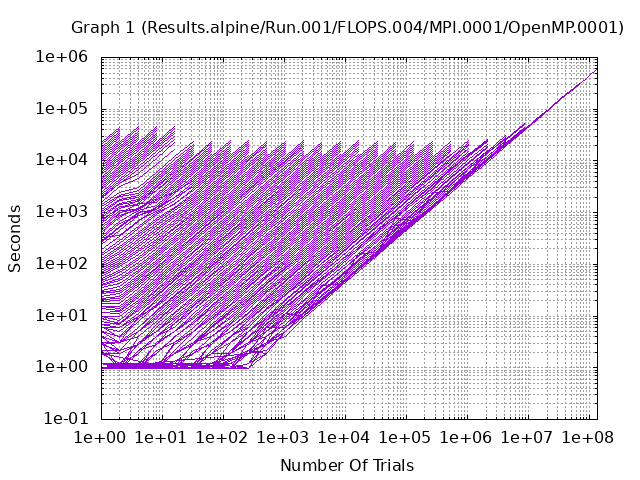 Graph 1 (Results.alpine/Run.001/FLOPS.004/MPI.0001/OpenMP.0001)
1e+06
1e+05
1e+04
1e+03
1e+02
1e+01
1e+00
1e-01
Seconds
1e+00 1e+01 1e+02 1e+03 1e+04 1e+05 1e+06 1e+07 1e+08
Number Of Trials